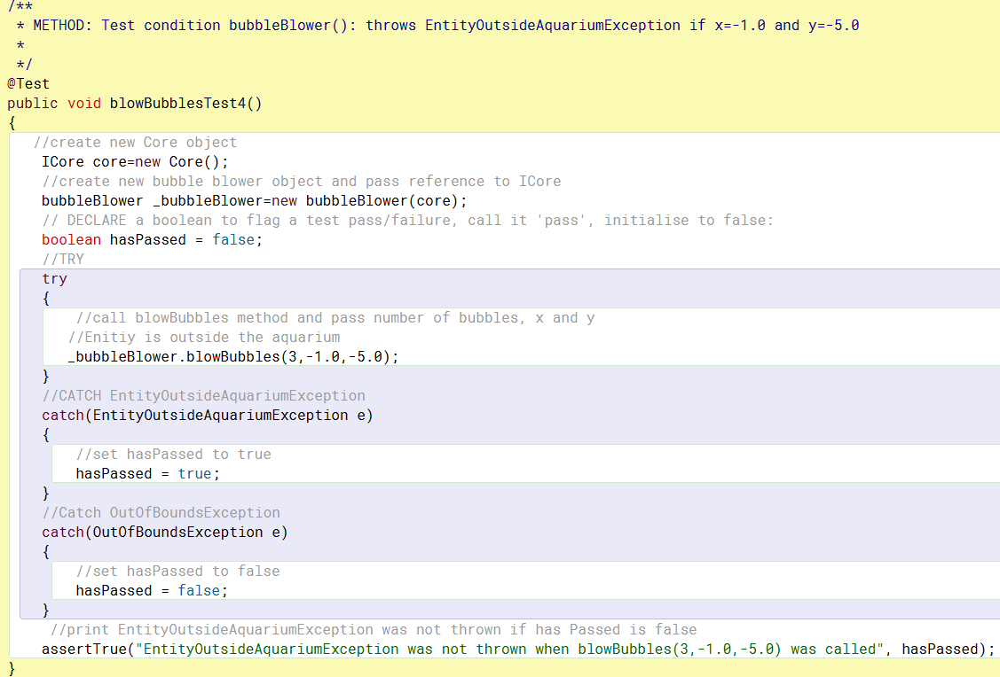 /**
* METHOD: Test condition bubbleBlower(): throws EntityOutsideAquariumException if x=-1.0 and y=-5.0
*
*/
@Test
public void blowBubblesTest4()
{
//create new Core object
ICore core=new Core();
//create new bubble blower object and pass reference to ICore
bubbleBlower _bubbleBlower=new bubbleBlower(core);
// DECLARE a boolean to flag a test pass/failure, call it 'pass', initialise to false:
boolean hasPassed = false;
//TRY
try
{
//call blowBubbles method and pass number of bubbles, x and y
//Enitiy is outside the aquarium
_bubbleBlower.blowBubbles(3,-1.0,-5.0);
}
//CATCH EntityOutsideAquariumException
catch(EntityOutsideAquariumException e)
{
//set hasPassed to true
hasPassed = true;
}
//Catch OutOfBoundsException
catch(OutOfBoundsException e)
{
//set hasPassed to false
hasPassed = false;
}
//print EntityOutsideAquariumException was not thrown if has Passed is false
assertTrue("EntityOutsideAquariumException was not thrown when blowBubbles(3,-1.0,-5.0) was called", hasPassed);
}